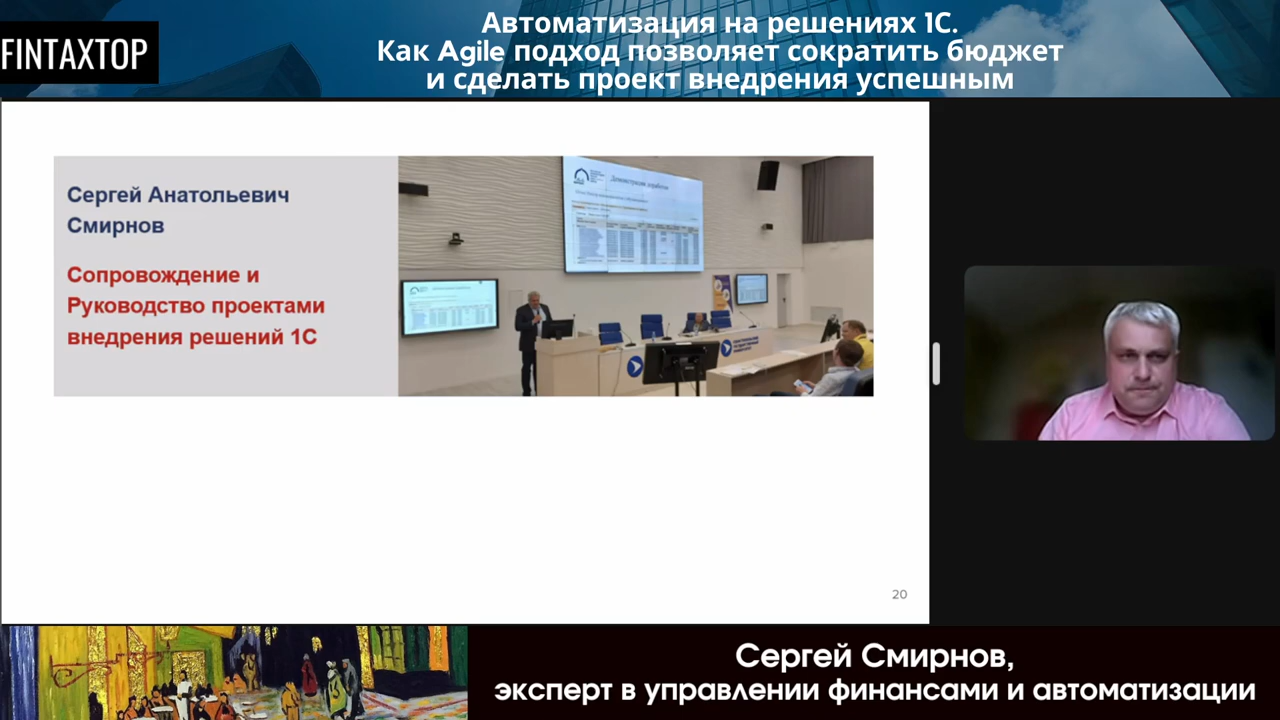 FINTAXTOP
Автоматизация на решениях 1С.
Как Agile подход позволяет сократить бюджет
и сделать проект внедрения успешным
Сергей Анатольевич
Смирнов
Сопровождение и
Руководство проектами
внедрения решений 1С
20
Сергей Смирнов,
эксперт в управлении финансами и автоматизации